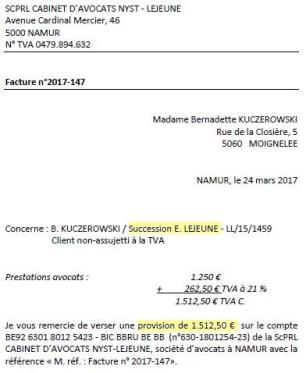 SCPRL CABINET D'AVOCATS NYST - LEJEUNE
Avenue Cardinal Mercier, 46
5000 NAMUR
N° TVA 0479.894.632
Facture n°2017-147
Madame Bernadette KUCZEROWSKI
Rue de la Closière, 5
5060 MOIGNELEE
NAMUR, le 24 mars 2017
Concerne : B. KUCZEROWSKI / Succession E. LEJEUNE - LL/15/1459
Client non-assujetti à la TVA
Prestations avocats : 1.250 €
+ 262,50 € TVA à 21 %
1.512,50 € TVA C.
Je vous remercie de verser une provision de 1.512,50 € sur le compte
BE92 6301 8012 5423 - BIC BBRU BE BB (n°630-1801254-23) de la ScPRL
CABINET D'AVOCATS NYST-LEJEUNE, société d'avocats à NAMUR avec la
référence « M. réf. : Facture n° 2017-147».